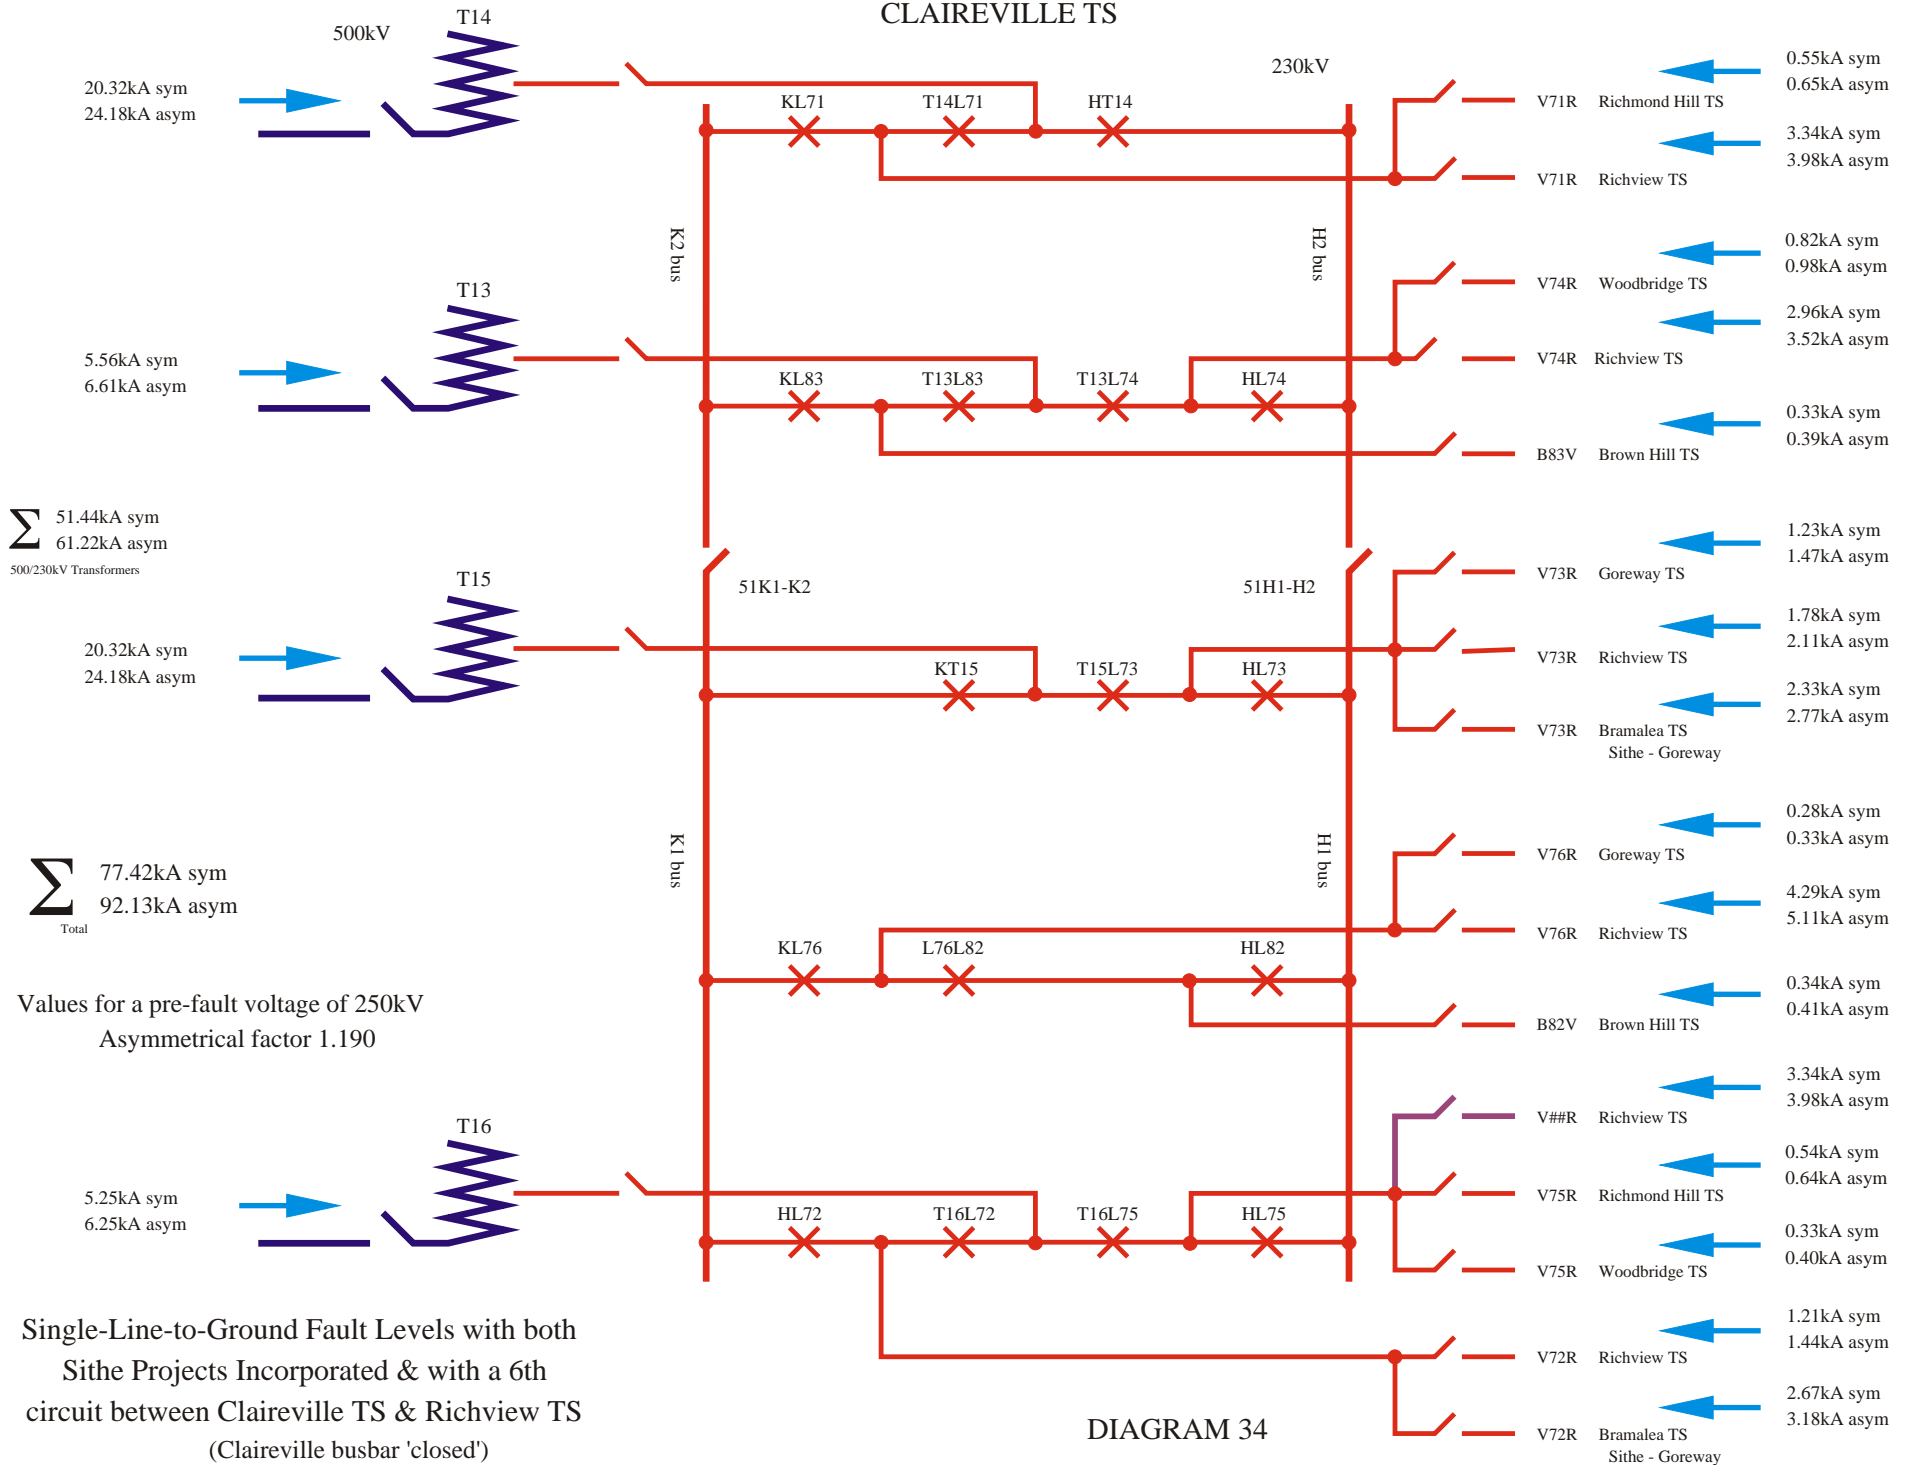 CLAIREVILLE TS
500kV
T14
230kV
20.32kA sym
24.18kA asym
KL71
T14L71
HT14
V71R Richmond Hill TS
0.55kA sym
0.65kA asym
V71R Richview TS
3.34kA sym
3.98kA asym
K2 bus
H2 bus
T13
5.56kA sym
6.61kA asym
KL83
T13L83
T13L74
HL74
V74R Woodbridge TS
0.82kA sym
0.98kA asym
V74R Richview TS
2.96kA sym
3.52kA asym
B83V Brown Hill TS
0.33kA sym
0.39kA asym
Σ 51.44kA sym
61.22kA asym
500/230kV Transformers
51K1-K2
51H1-H2
T15
20.32kA sym
24.18kA asym
KT15
T15L73
HL73
V73R Goreway TS
1.23kA sym
1.47kA asym
V73R Richview TS
1.78kA sym
2.11kA asym
V73R Bramalea TS
Sithe - Goreway
2.33kA sym
2.77kA asym
K1 bus
H1 bus
Σ 77.42kA sym
92.13kA asym
Total
KL76
L76L82
HL82
V76R Goreway TS
0.28kA sym
0.33kA asym
V76R Richview TS
4.29kA sym
5.11kA asym
B82V Brown Hill TS
0.34kA sym
0.41kA asym
Values for a pre-fault voltage of 250kV
Asymmetrical factor 1.190
T16
5.25kA sym
6.25kA asym
HL72
T16L72
T16L75
HL75
V##R Richview TS
3.34kA sym
3.98kA asym
V75R Richmond Hill TS
0.54kA sym
0.64kA asym
V75R Woodbridge TS
0.33kA sym
0.40kA asym
V72R Richview TS
1.21kA sym
1.44kA asym
V72R Bramalea TS
Sithe - Goreway
2.67kA sym
3.18kA asym
Single-Line-to-Ground Fault Levels with both
Sithe Projects Incorporated & with a 6th
circuit between Claireville TS & Richview TS
(Claireville busbar 'closed')
DIAGRAM 34